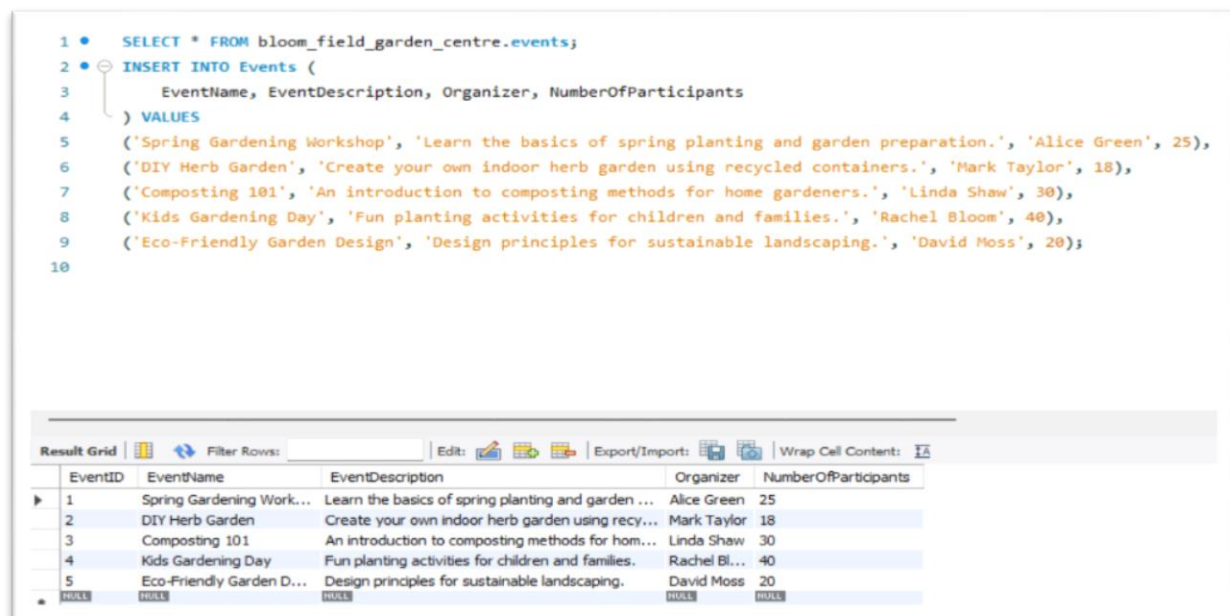 1 SELECT * FROM bloom_field_garden_centre.events;
2 INSERT INTO Events (
3 EventName, EventDescription, Organizer, NumberOfParticipants
4 ) VALUES
5 ('Spring Gardening Workshop', 'Learn the basics of spring planting and garden preparation.', 'Alice Green', 25),
6 ('DIY Herb Garden', 'Create your own indoor herb garden using recycled containers.', 'Mark Taylor', 18),
7 ('Composting 101', 'An introduction to composting methods for home gardeners.', 'Linda Shaw', 30),
8 ('Kids Gardening Day', 'Fun planting activities for children and families.', 'Rachel Bloom', 40),
9 ('Eco-Friendly Garden Design', 'Design principles for sustainable landscaping.', 'David Moss', 20);
10
Result Grid Filter Rows: Edit: Export/Import: Wrap Cell Content: IA
EventID EventName EventDescription Organizer NumberOfParticipants
1 Spring Gardening Work... Learn the basics of spring planting and garden ... Alice Green 25
2 DIY Herb Garden Create your own indoor herb garden using recy... Mark Taylor 18
3 Composting 101 An introduction to composting methods for hom... Linda Shaw 30
4 Kids Gardening Day Fun planting activities for children and families. Rachel Bl... 40
5 Eco-Friendly Garden D... Design principles for sustainable landscaping. David Moss 20
NULL NULL NULL NULL NULL